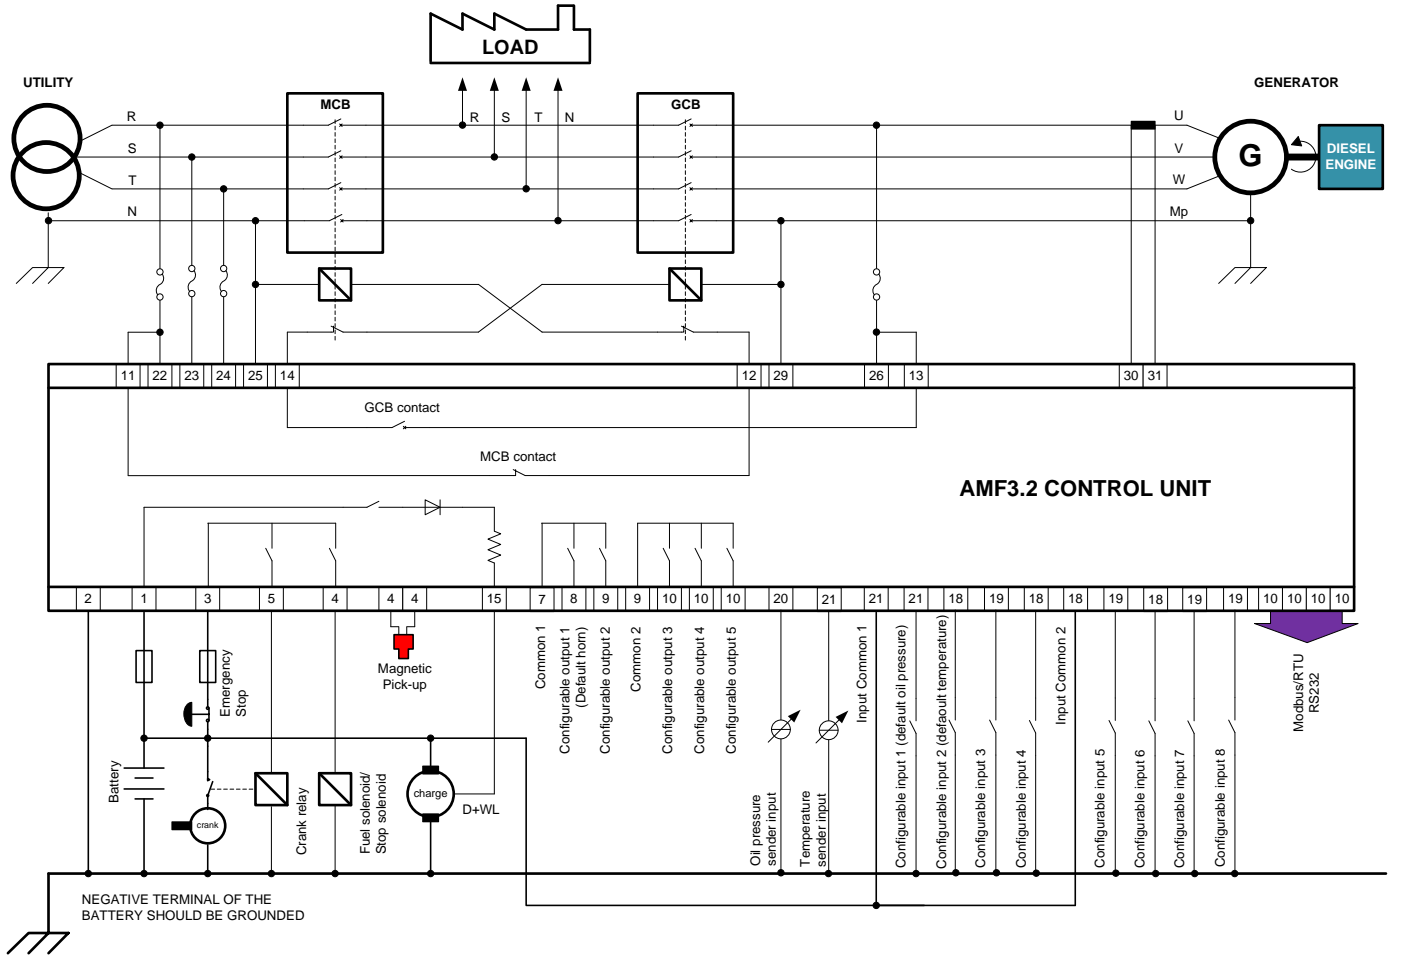 LOAD
UTILITY
GENERATOR
MCB
GCB
R
S
T
N
R
S
T
N
U
V
W
Mp
G
DIESEL
ENGINE
11
22
23
24
25
14
12
29
26
13
30
31
GCB contact
MCB contact
AMF3.2 CONTROL UNIT
2
1
3
5
4
4
4
15
7
8
9
9
10
10
10
20
21
21
21
18
19
18
18
19
18
19
19
10
10
10
10
Emergency
Stop
Magnetic
Pick-up
Common 1
Configurable output 1
(Default horn)
Configurable output 2
Common 2
Configurable output 3
Configurable output 4
Configurable output 5
Input Common 1
Configurable input 1 (default oil pressure)
Configurable input 2 (defaoult temperature)
Configurable input 3
Configurable input 4
Input Common 2
Configurable input 5
Configurable input 6
Configurable input 7
Configurable input 8
Modbus/RTU
RS232
Battery
crank
Crank relay
Fuel solenoid/
Stop solenoid
charge
D+WL
Oil pressure
sender input
Temperature
sender input
NEGATIVE TERMINAL OF THE
BATTERY SHOULD BE GROUNDED